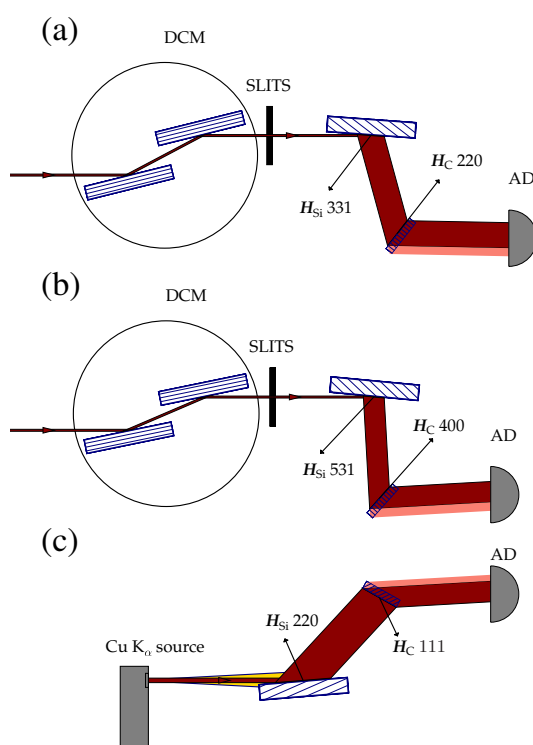 (a)
DCM
SLITS
H_C 220
AD
H_Si 331
(b)
DCM
SLITS
H_C 400
AD
H_Si 531
(c)
AD
H_Si 220
Cu K_α source
H_C 111